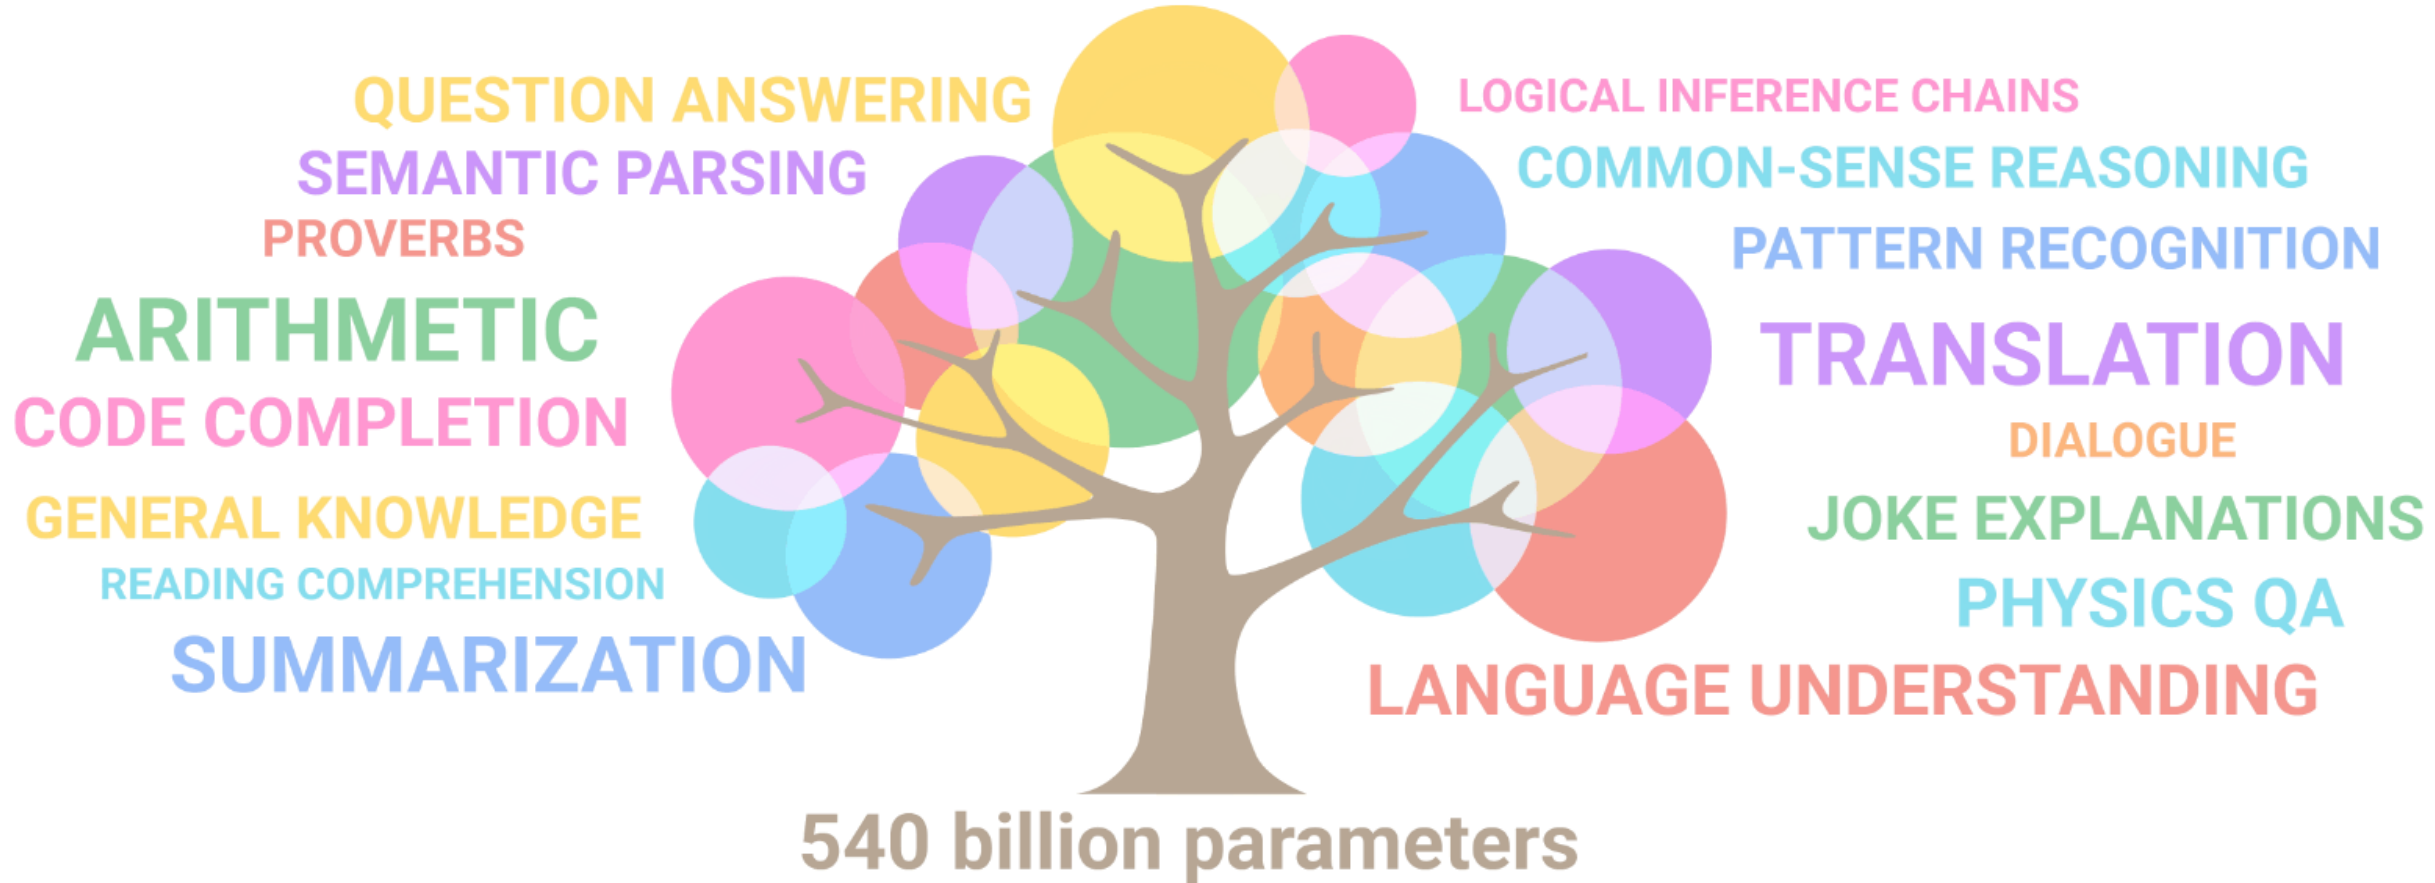 QUESTION ANSWERING
SEMANTIC PARSING
PROVERBS
ARITHMETIC
CODE COMPLETION
GENERAL KNOWLEDGE
READING COMPREHENSION
SUMMARIZATION
LOGICAL INFERENCE CHAINS
COMMON-SENSE REASONING
PATTERN RECOGNITION
TRANSLATION
DIALOGUE
JOKE EXPLANATIONS
PHYSICS QA
LANGUAGE UNDERSTANDING
540 billion parameters